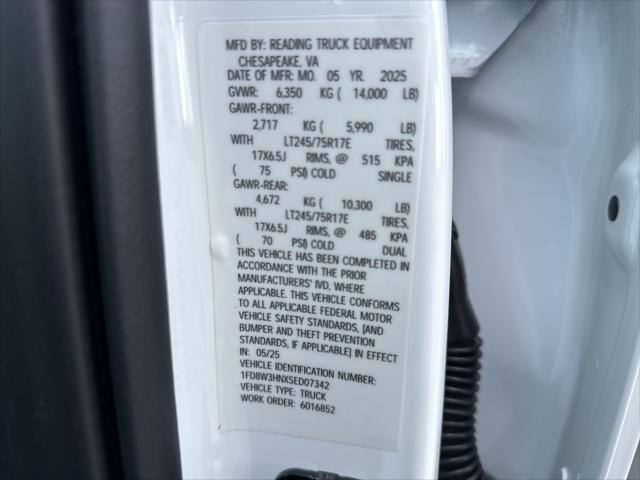 MFD BY: READING TRUCK EQUIPMENT
CHESAPEAKE, VA
DATE OF MFR: MO. 05 YR. 2025
GVWR: 6,350 KG ( 14,000 LB)
GAWR-FRONT:
2,717 KG ( 5,990 LB)
WITH LT245/75R17E TIRES,
17X6.5J RIMS, @ 515 KPA
( 75 PSI) COLD SINGLE
GAWR-REAR:
4,672 KG ( 10,300 LB)
WITH LT245/75R17E TIRES,
17X6.5J RIMS, @ 485 KPA
( 70 PSI) COLD DUAL
THIS VEHICLE HAS BEEN COMPLETED IN
ACCORDANCE WITH THE PRIOR
MANUFACTURERS' IVD, WHERE
APPLICABLE. THIS VEHICLE CONFORMS
TO ALL APPLICABLE FEDERAL MOTOR
VEHICLE SAFETY STANDARDS, [AND
BUMPER AND THEFT PREVENTION
STANDARDS, IF APPLICABLE] IN EFFECT
IN: 05/25
VEHICLE IDENTIFICATION NUMBER:
1FD8W3HNXSED07342
VEHICLE TYPE: TRUCK
WORK ORDER: 6016852